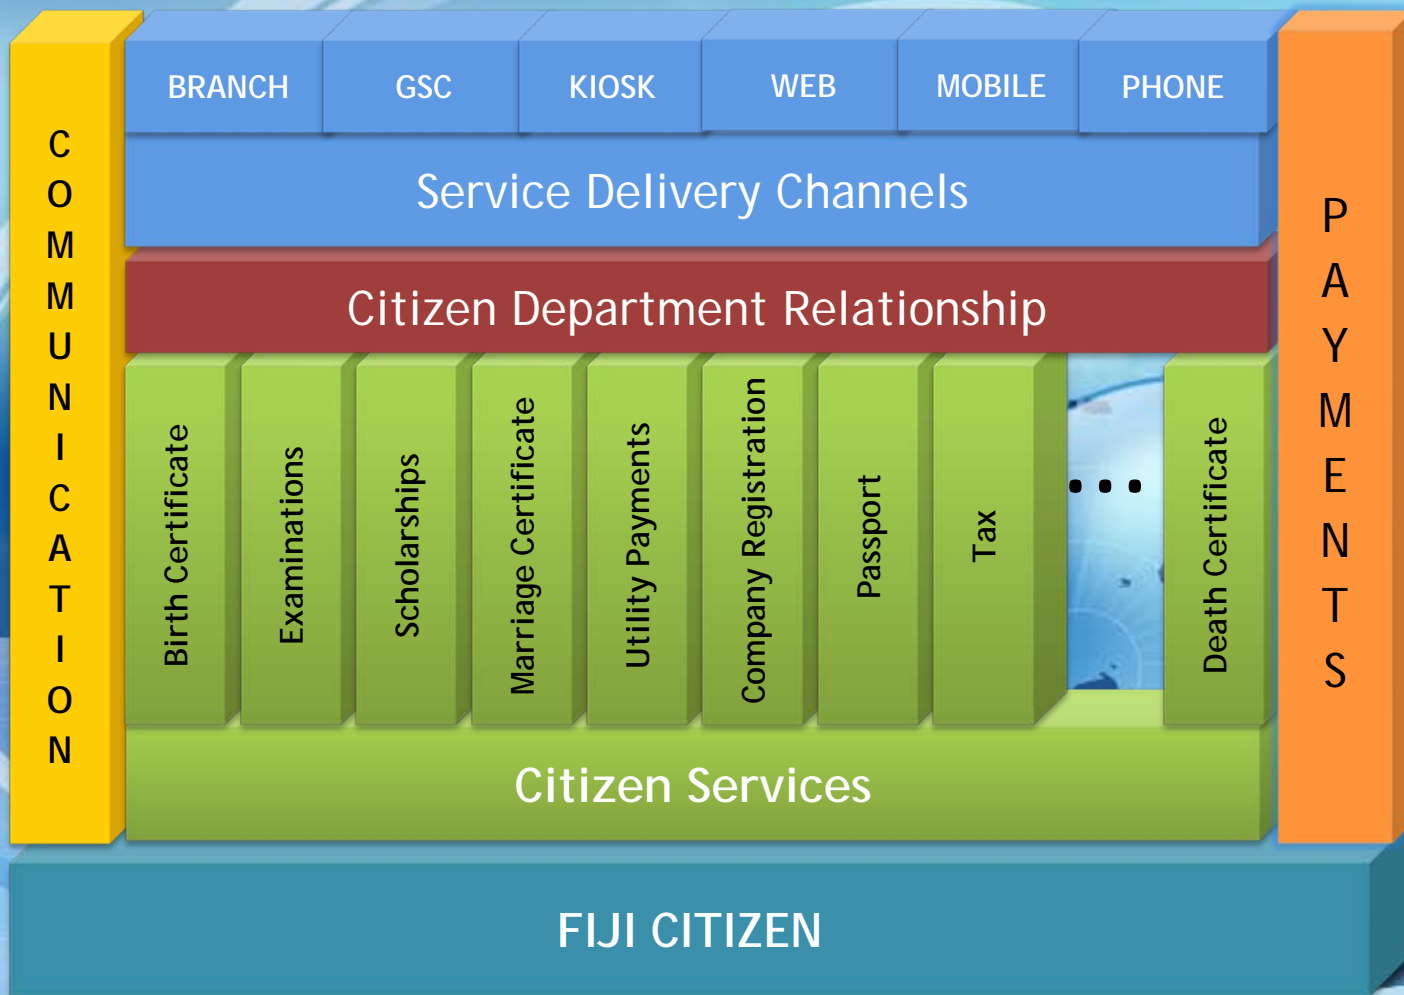 BRANCH
GSC
KIOSK
WEB
MOBILE
PHONE
COMMUNICATION
Service Delivery Channels
PAYMENTS
Citizen Department Relationship
Birth Certificate
Examinations
Scholarships
Marriage Certificate
Utility Payments
Company Registration
Passport
Tax
...
Death Certificate
Citizen Services
FIJI CITIZEN